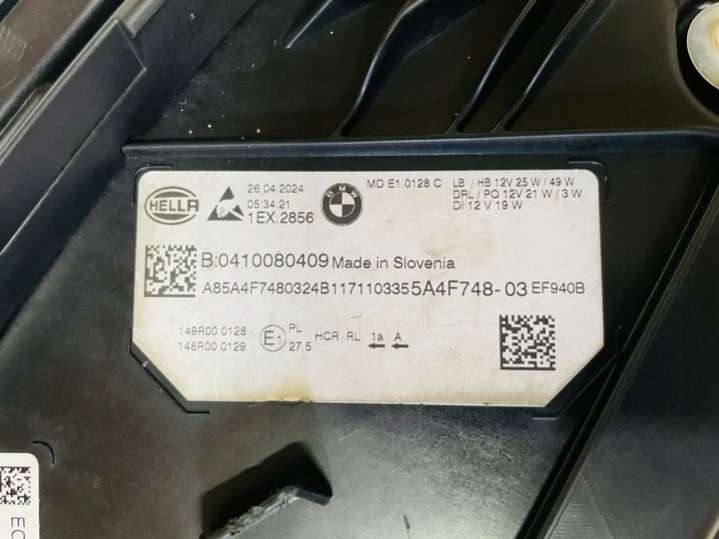 HELLA
26.04.2024
05:34:21
1EX.2856
BMW
MD E1 0128 C
LB / HB 12V 25 W / 49 W
DRL / PO 12V 21 W / 3 W
DI 12 V 19 W
B:0410080409 Made in Slovenia
A85A4F7480324B1171103355A4F748-03 EF940B
149R00 0128
148R00 0129
E1
PL
27.5
HCR RL 1a A